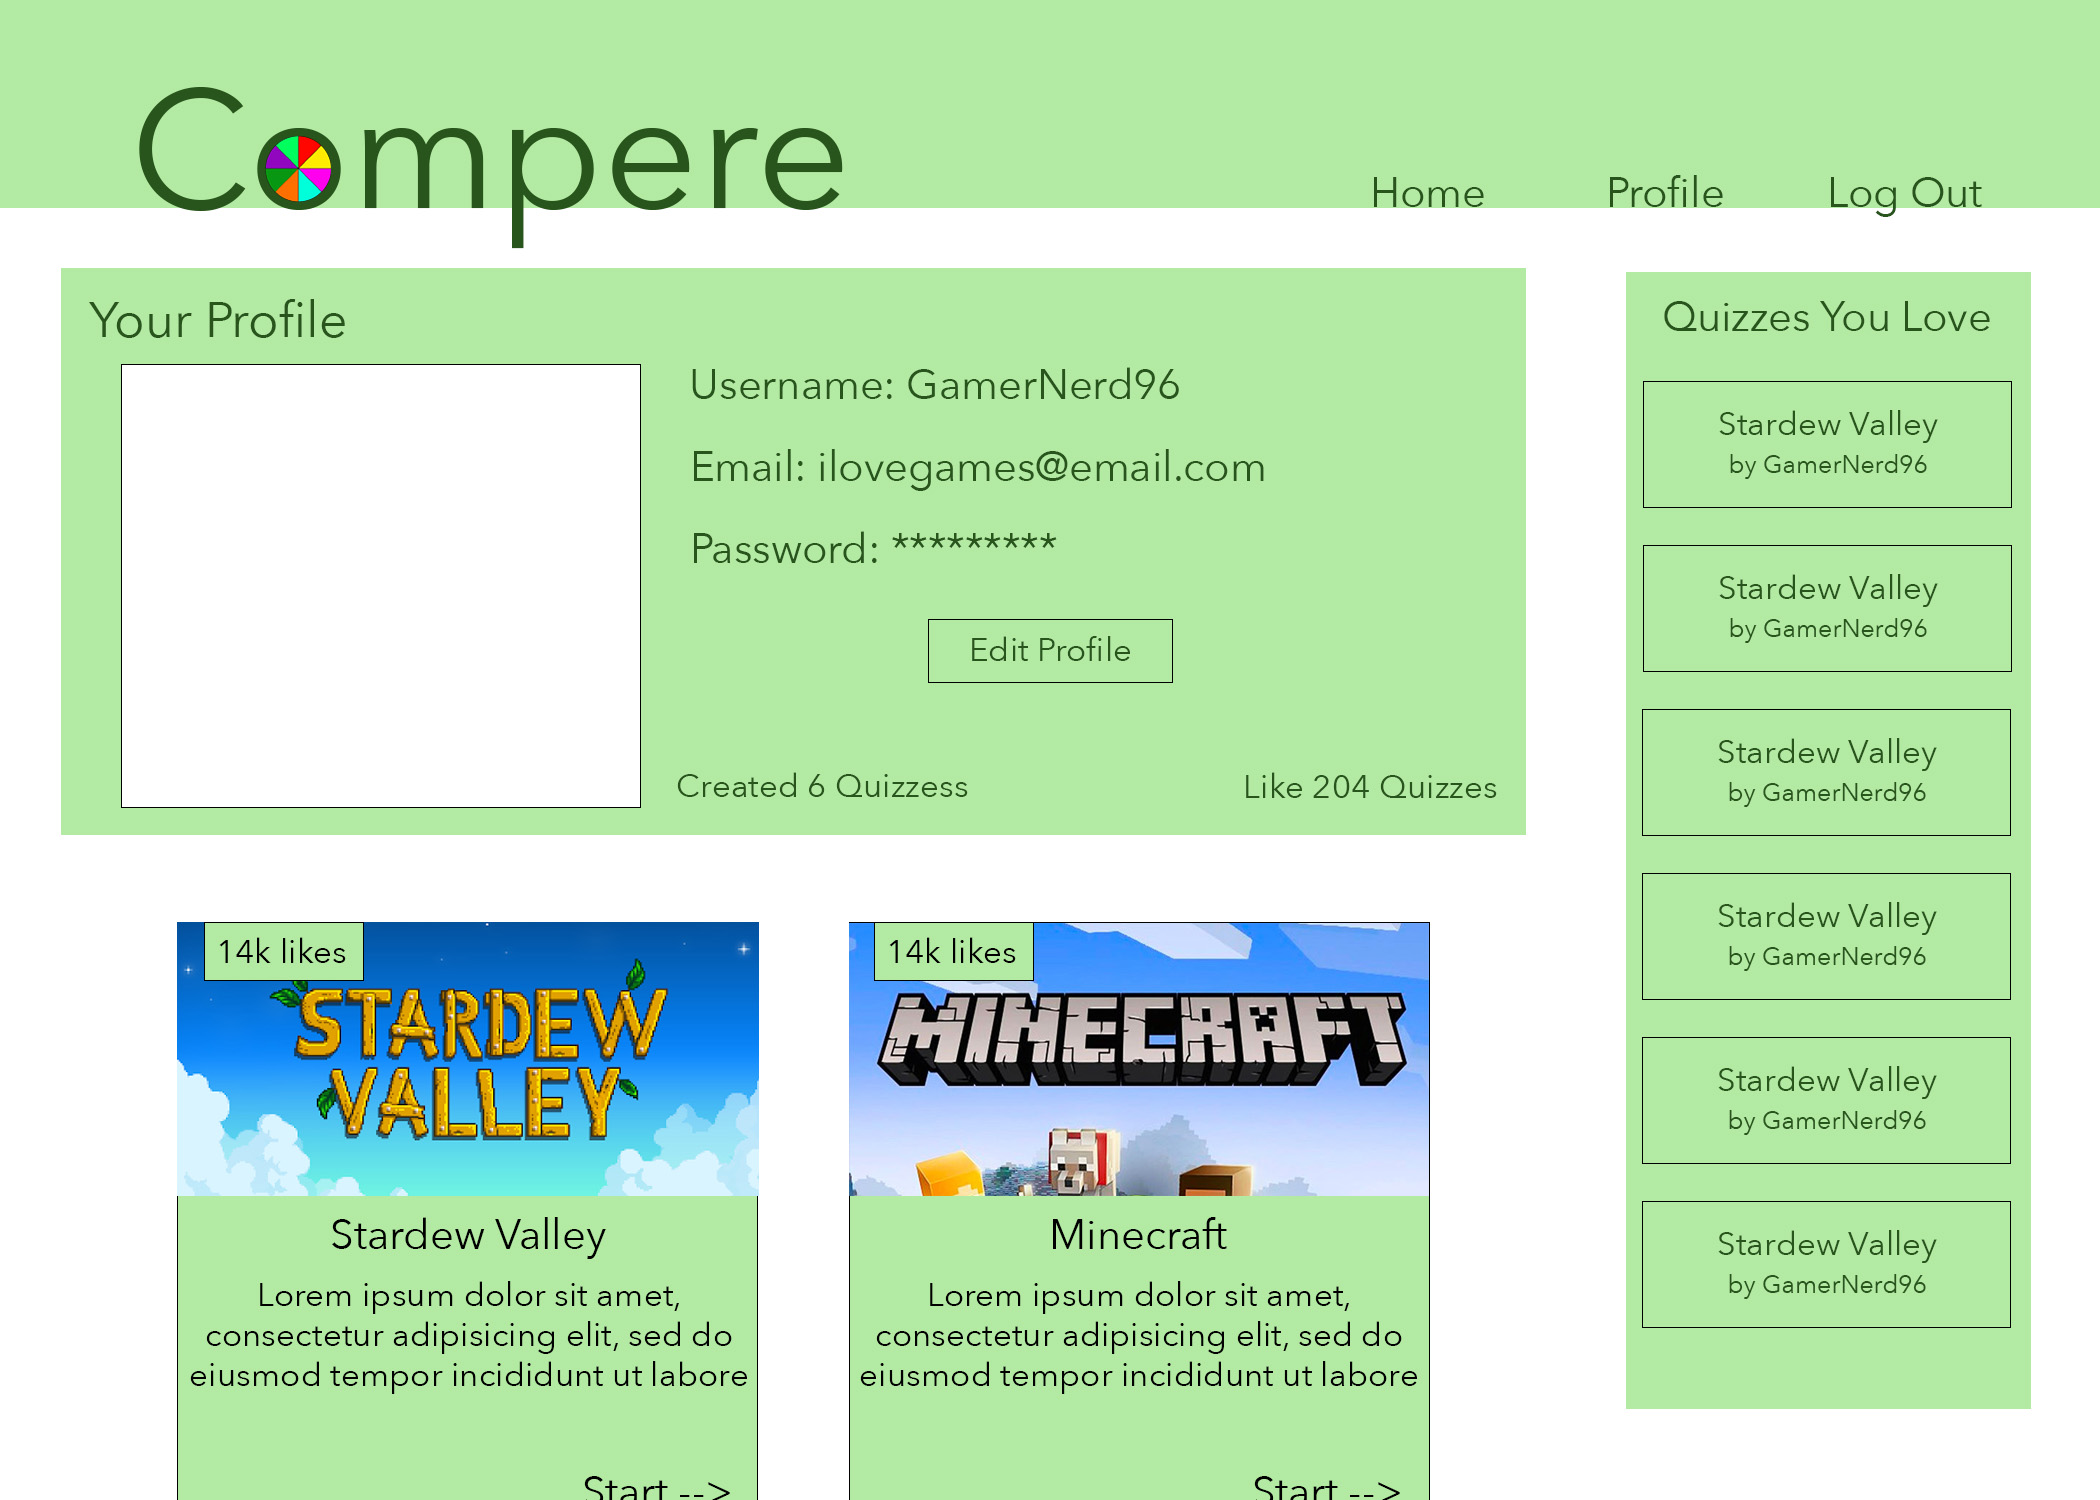 Compere
Home
Profile
Log Out
Your Profile
Username: GamerNerd96
Email: ilovegames@email.com
Password: *********
Edit Profile
Created 6 Quizzess
Like 204 Quizzes
14k likes
STARDEW
VALLEY
Stardew Valley
Lorem ipsum dolor sit amet,
consectetur adipisicing elit, sed do
eiusmod tempor incididunt ut labore
Start -->
14k likes
MINECRAFT
Minecraft
Lorem ipsum dolor sit amet,
consectetur adipisicing elit, sed do
eiusmod tempor incididunt ut labore
Start -->
Quizzes You Love
Stardew Valley
by GamerNerd96
Stardew Valley
by GamerNerd96
Stardew Valley
by GamerNerd96
Stardew Valley
by GamerNerd96
Stardew Valley
by GamerNerd96
Stardew Valley
by GamerNerd96